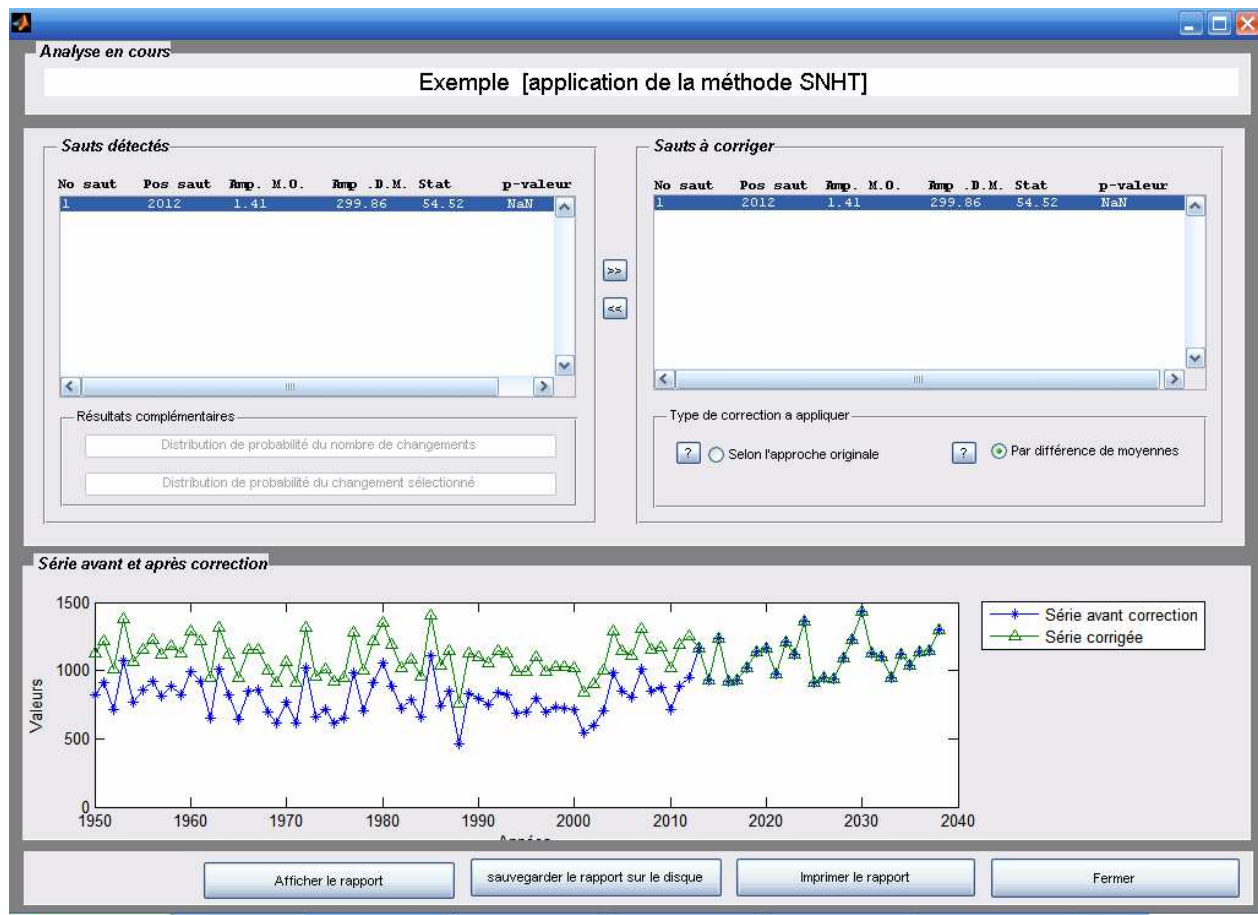 Analyse en cours
Exemple [application de la méthode SNHT]
Sauts détectés
No saut Pos saut Amp. M.O. Amp .D.M. Stat p-valeur
1 2012 1.41 299.86 54.52 NaN
Sauts à corriger
No saut Pos saut Amp. M.O. Amp .D.M. Stat p-valeur
1 2012 1.41 299.86 54.52 NaN
>>
<<
Résultats complémentaires
Distribution de probabilité du nombre de changements
Distribution de probabilité du changement sélectionné
Type de correction a appliquer
? Selon l'approche originale
? Par différence de moyennes
Série avant et après correction
1500
1000
500
0
Valeurs
1950 1960 1970 1980 1990 2000 2010 2020 2030 2040
Années
Série avant correction
Série corrigée
Afficher le rapport
sauvegarder le rapport sur le disque
Imprimer le rapport
Fermer